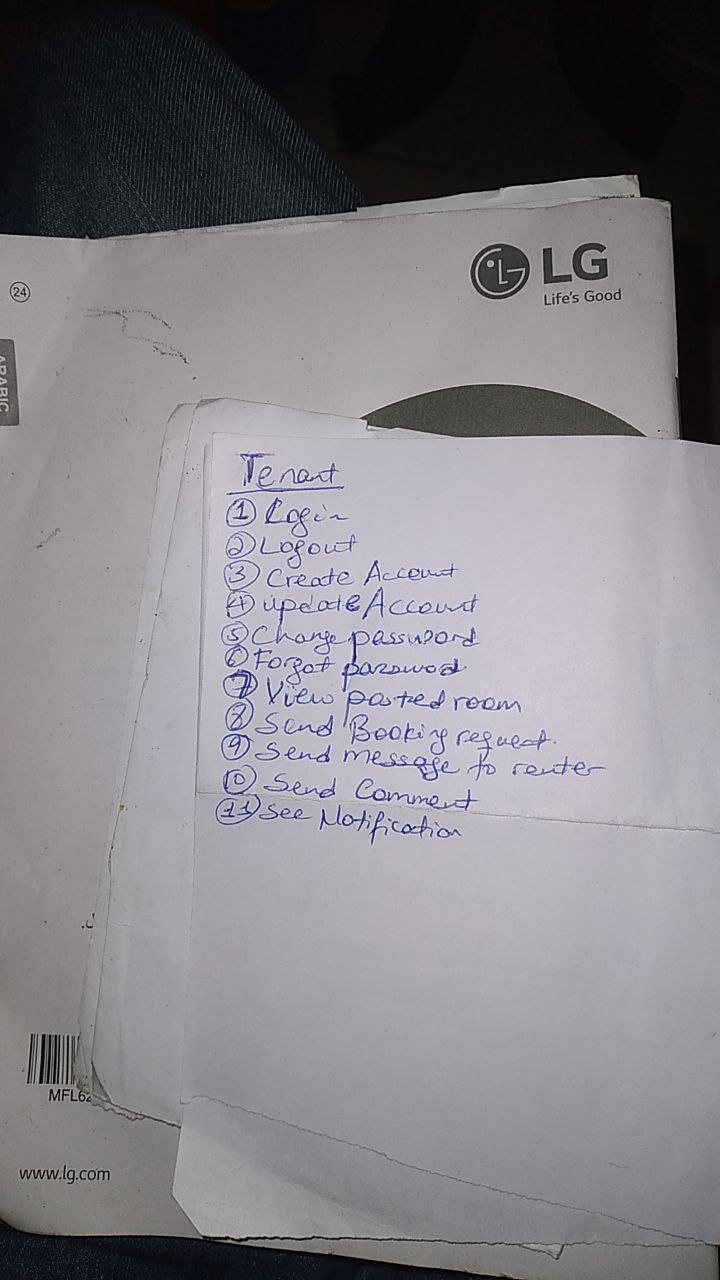 24
LG
Life's Good
ARABIC
Tenant
1 Login
2 Logout
3 Create Account
4 update Account
5 Change password
6 Forgot password
7 View posted room
8 Send Booking request.
9 Send message to renter
10 Send Comment
11 See Notification
MFL62
www.lg.com